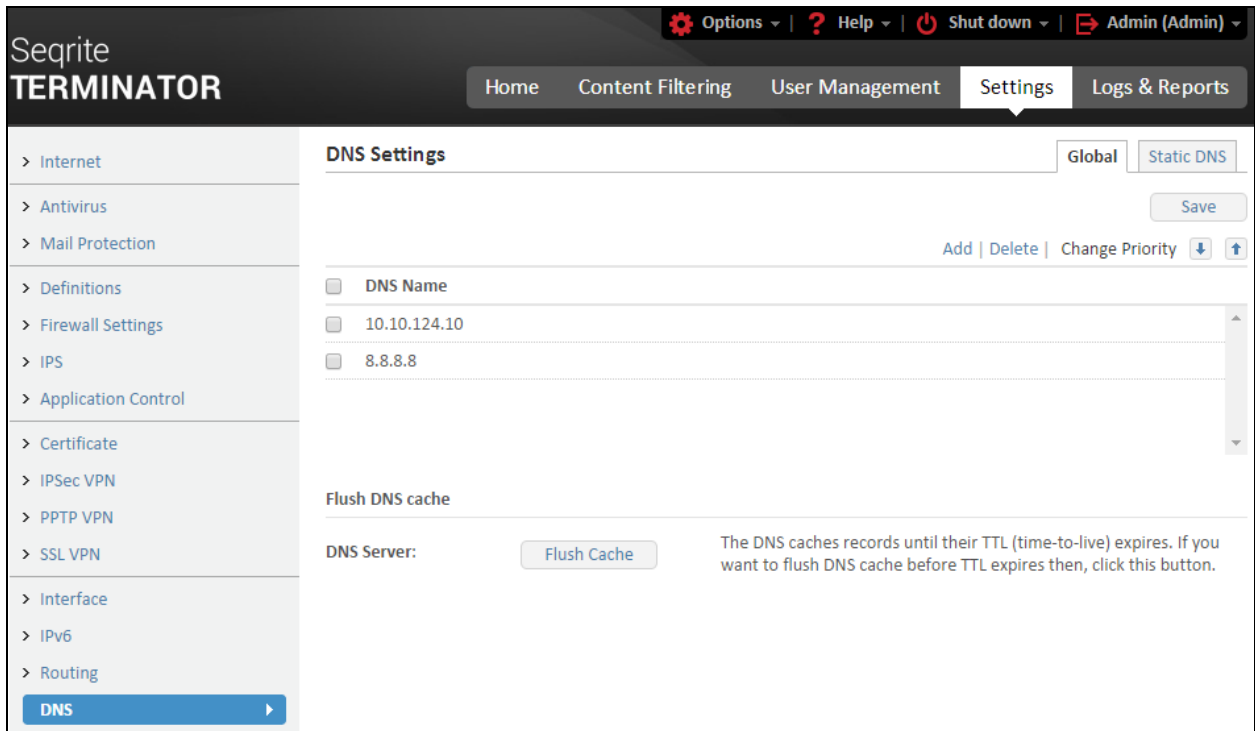 Options | ? Help | Shut down | Admin (Admin)
Seqrite
TERMINATOR
Home Content Filtering User Management Settings Logs & Reports
> Internet
> Antivirus
> Mail Protection
> Definitions
> Firewall Settings
> IPS
> Application Control
> Certificate
> IPSec VPN
> PPTP VPN
> SSL VPN
> Interface
> IPv6
> Routing
DNS
DNS Settings
Global Static DNS
Save
Add | Delete | Change Priority
DNS Name
10.10.124.10
8.8.8.8
Flush DNS cache
DNS Server: Flush Cache
The DNS caches records until their TTL (time-to-live) expires. If you
want to flush DNS cache before TTL expires then, click this button.